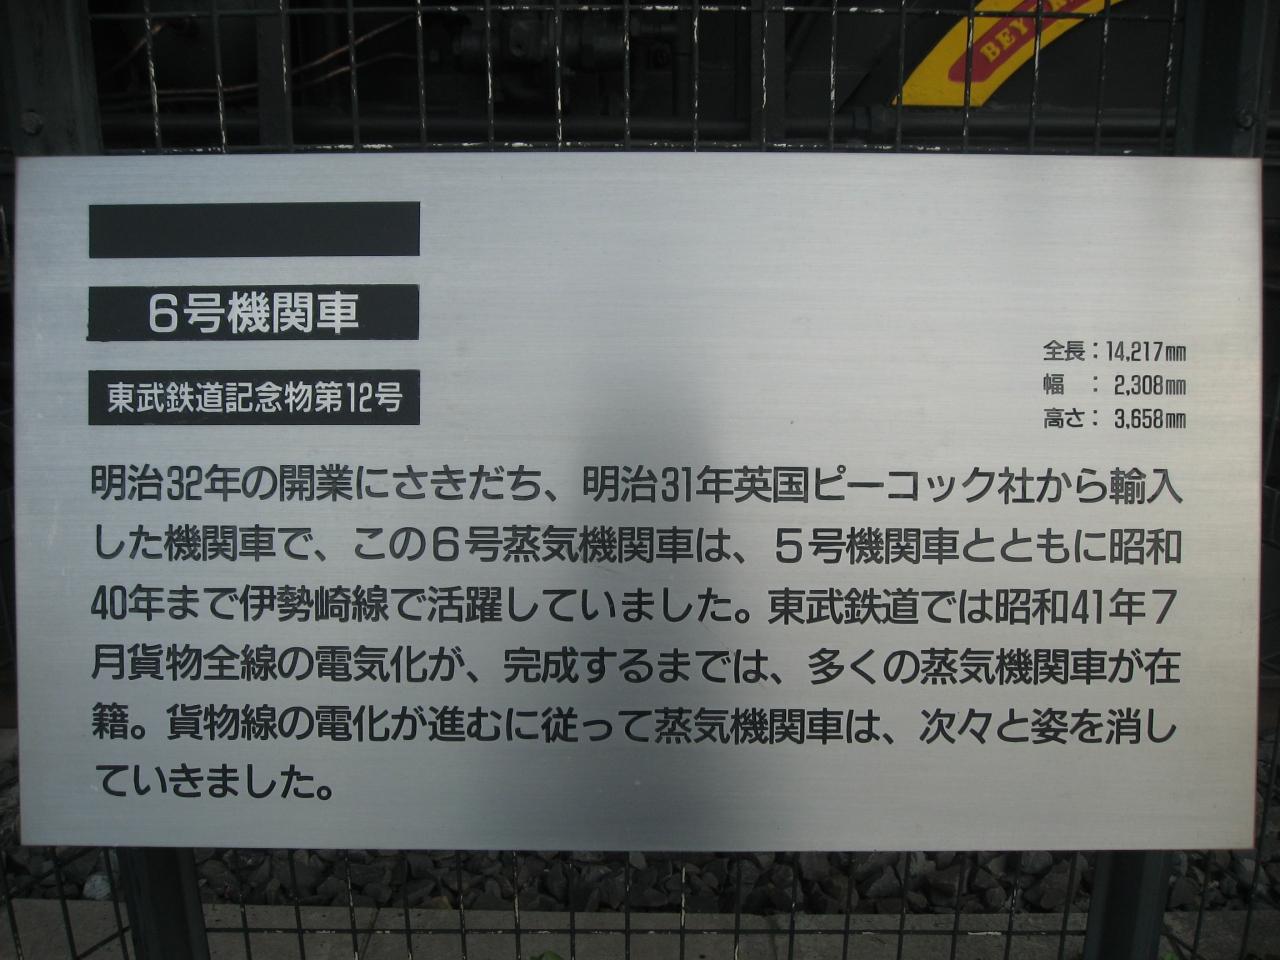 BEY
6号機関車
東武鉄道記念物第12号
全長：14,217mm
幅　： 2,308mm
高さ： 3,658mm
明治32年の開業にさきだち、明治31年英国ピーコック社から輸入
した機関車で、この6号蒸気機関車は、5号機関車とともに昭和
40年まで伊勢崎線で活躍していました。東武鉄道では昭和41年7
月貨物全線の電気化が、完成するまでは、多くの蒸気機関車が在
籍。貨物線の電化が進むに従って蒸気機関車は、次々と姿を消し
ていきました。